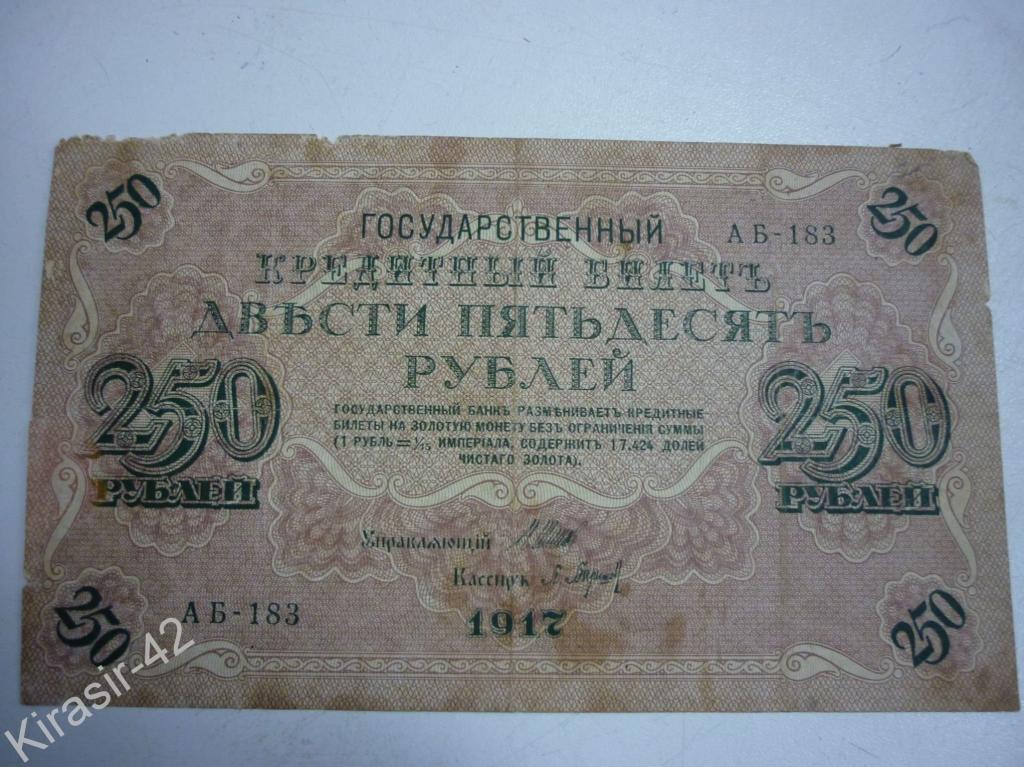 250
250
ГОСУДАРСТВЕННЫЙ
АБ-183
КРЕДИТНЫЙ БИЛЕТЪ
ДВѢСТИ ПЯТЬДЕСЯТЪ
РУБЛЕЙ
250
РУБЛЕЙ
250
РУБЛЕЙ
ГОСУДАРСТВЕННЫЙ БАНКЪ РАЗМѢНИВАЕТЪ КРЕДИТНЫЕ
БИЛЕТЫ НА ЗОЛОТУЮ МОНЕТУ БЕЗЪ ОГРАНИЧЕНІЯ СУММЫ
(1 РУБЛЬ = 1/15 ИМПЕРІАЛА, СОДЕРЖИТЪ 17.424 ДОЛЕЙ
ЧИСТАГО ЗОЛОТА).
Управляющій
Кассиръ
250
АБ-183
1917
250
Kirasir-42